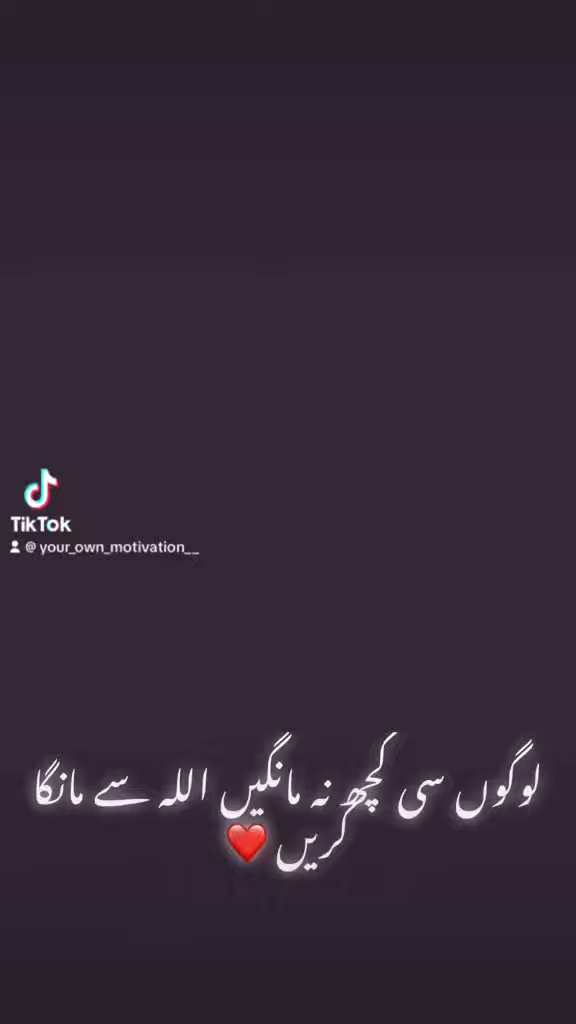 TikTok
@ your_own_motivation__
لوگوں سی کچھ نہ مانگیں اللہ سے مانگا
کریں ❤️